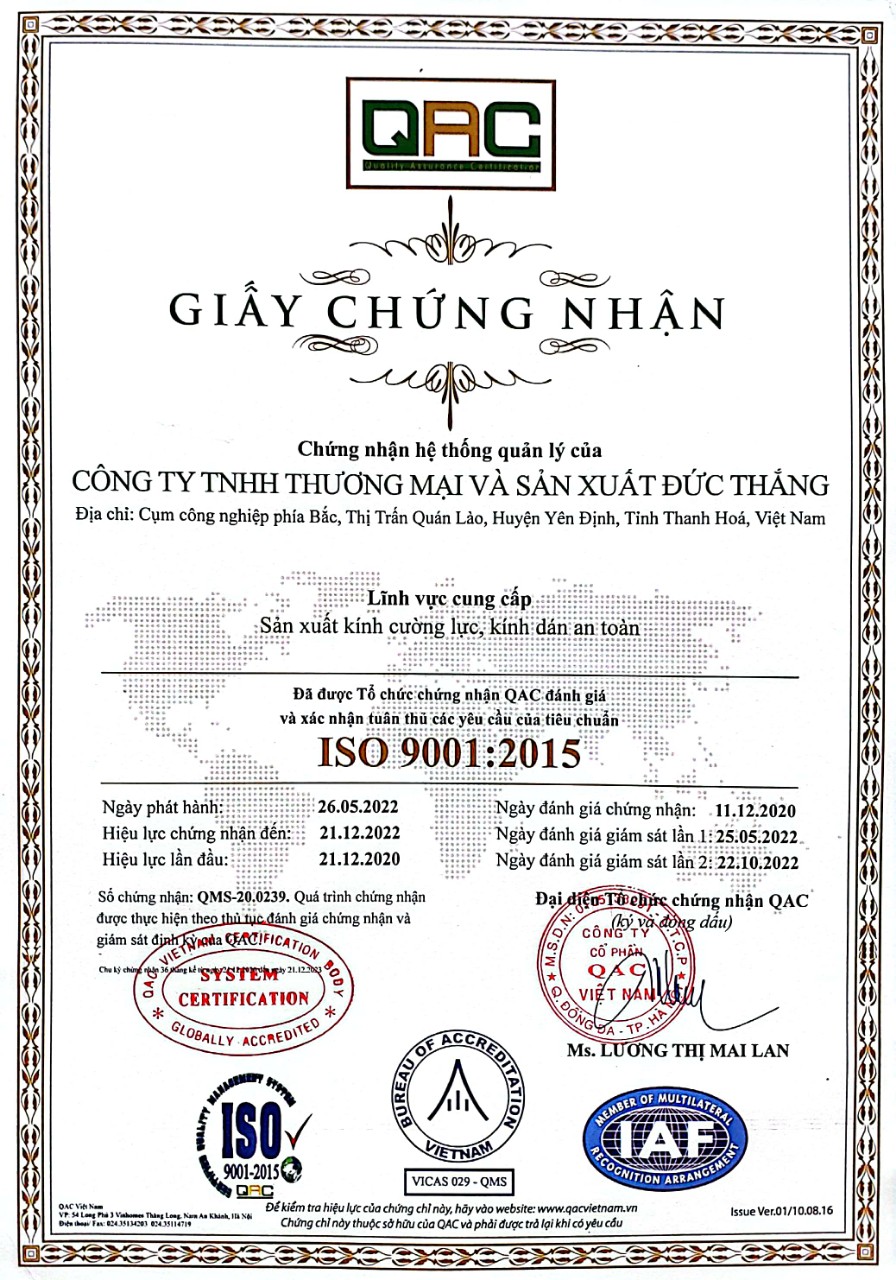 QAC
Quality Assurance Certification
GIẤY CHỨNG NHẬN
Chứng nhận hệ thống quản lý của
CÔNG TY TNHH THƯƠNG MẠI VÀ SẢN XUẤT ĐỨC THẮNG
Địa chỉ: Cụm công nghiệp phía Bắc, Thị Trấn Quán Lào, Huyện Yên Định, Tỉnh Thanh Hoá, Việt Nam
Lĩnh vực cung cấp
Sản xuất kính cường lực, kính dán an toàn
Đã được Tổ chức chứng nhận QAC đánh giá
và xác nhận tuân thủ các yêu cầu của tiêu chuẩn
ISO 9001:2015
Ngày phát hành: 26.05.2022
Hiệu lực chứng nhận đến: 21.12.2022
Hiệu lực lần đầu: 21.12.2020
Ngày đánh giá chứng nhận: 11.12.2020
Ngày đánh giá giám sát lần 1: 25.05.2022
Ngày đánh giá giám sát lần 2: 22.10.2022
Số chứng nhận: QMS-20.0239. Quá trình chứng nhận
được thực hiện theo thủ tục đánh giá chứng nhận và
giám sát định kỳ của QAC.
Chu kỳ chứng nhận 36 tháng kể từ ngày 21.12.2020 đến ngày 21.12.2023
QAC VIETNAM CERTIFICATION BODY
SYSTEM
CERTIFICATION
* GLOBALLY ACCREDITED *
Đại diện Tổ chức chứng nhận QAC
(ký và đóng dấu)
M.S.D.N: C.T.C.P
CÔNG TY
CỔ PHẦN
QAC
VIỆT NAM
Q. ĐỐNG ĐA - TP. HÀ
Ms. LƯƠNG THỊ MAI LAN
QUALITY MANAGEMENT SYSTEM
ISO
9001-2015
QAC
BUREAU OF ACCREDITATION
VIETNAM
VICAS 029 - QMS
MEMBER OF MULTILATERAL
IAF
RECOGNITION ARRANGEMENT
QAC Việt Nam
VP: 54 Long Phú 3 Vinhomes Thăng Long, Nam An Khánh, Hà Nội
Điện thoại/ Fax: 024.35134203 024.35114719
Để kiểm tra hiệu lực của chứng chỉ này, hãy vào website: www.qacvietnam.vn
Chứng chỉ này thuộc sở hữu của QAC và phải được trả lại khi có yêu cầu
Issue Ver.01/10.08.16